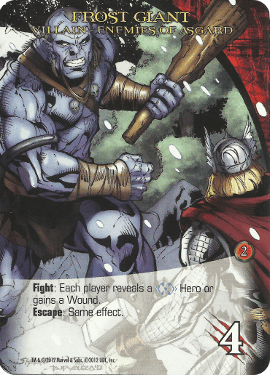 FROST GIANT
VILLAIN - ENEMIES OF ASGARD
2
Fight: Each player reveals a Hero or
gains a Wound.
Escape: Same effect.
4